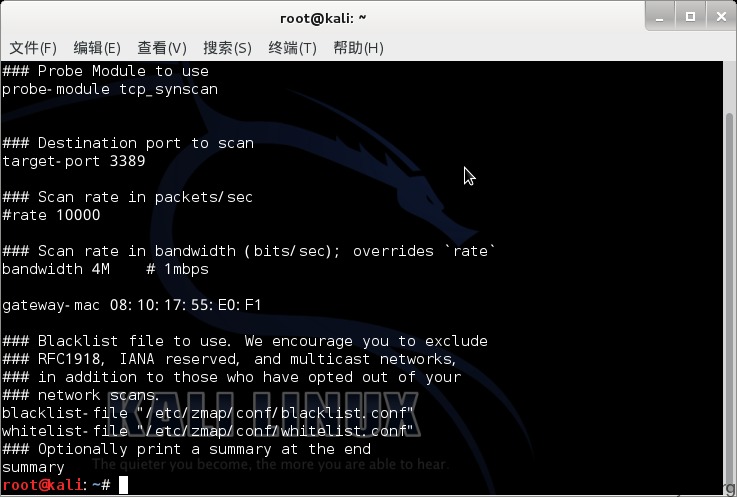 root@kali: ~
文件(F) 编辑(E) 查看(V) 搜索(S) 终端(T) 帮助(H)
### Probe Module to use
probe-module tcp_synscan
### Destination port to scan
target-port 3389
### Scan rate in packets/sec
#rate 10000
### Scan rate in bandwidth (bits/sec); overrides `rate`
bandwidth 4M    # 1mbps
gateway-mac 08:10:17:55:E0:F1
### Blacklist file to use. We encourage you to exclude
### RFC1918, IANA reserved, and multicast networks,
### in addition to those who have opted out of your
### network scans.
KALI LINUX
blacklist-file "/etc/zmap/conf/blacklist.conf"
whitelist-file "/etc/zmap/conf/whitelist.conf"
### Optionally print a summary at the end
summary
The quieter you become, the more you are able to hear.
root@kali:~#